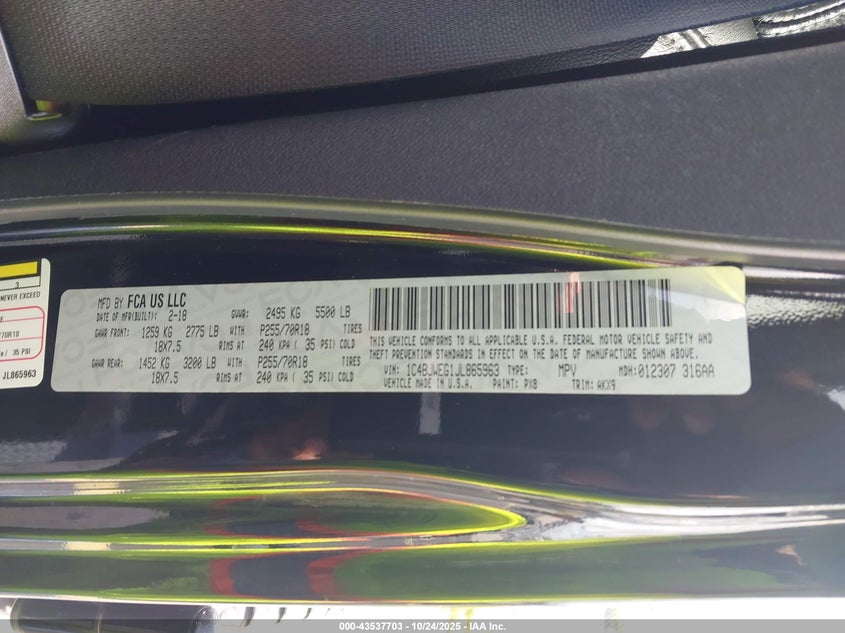 3
NEVER EXCEED
/70R18
/ 35 PSI
JL865963
MFD BY FCA US LLC
DATE OF MFR(BUILT): 2-18 GVWR: 2495 KG 5500 LB
GAWR FRONT: 1259 KG 2775 LB WITH P255/70R18 TIRES
18X7.5 RIMS AT 240 KPA ( 35 PSI) COLD
GAWR REAR: 1452 KG 3200 LB WITH P255/70R18 TIRES
18X7.5 RIMS AT 240 KPA ( 35 PSI) COLD
THIS VEHICLE CONFORMS TO ALL APPLICABLE U.S.A. FEDERAL MOTOR VEHICLE SAFETY AND
THEFT PREVENTION STANDARDS IN EFFECT ON THE DATE OF MANUFACTURE SHOWN ABOVE.
VIN: 1C4BJWEG1JL865963 TYPE: MPV MDH: 012307 316AA
VEHICLE MADE IN U.S.A. PAINT: PX8 TRIM: AKX9
000-43537703 - 10/24/2025 - IAA Inc.